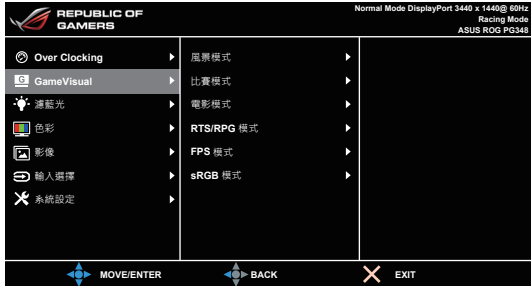 REPUBLIC OF
GAMERS
Normal Mode DisplayPort 3440 x 1440@ 60Hz
Racing Mode
ASUS ROG PG348
Over Clocking
GameVisual
濾藍光
色彩
影像
輸入選擇
系統設定
風景模式
比賽模式
電影模式
RTS/RPG 模式
FPS 模式
sRGB 模式
MOVE/ENTER
BACK
EXIT